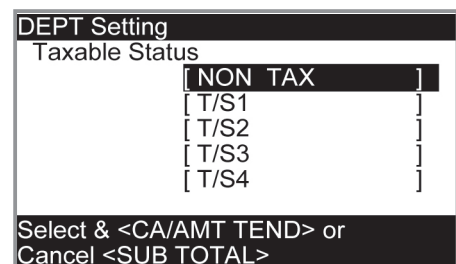 DEPT Setting
Taxable Status
[ NON TAX ]
[ T/S1 ]
[ T/S2 ]
[ T/S3 ]
[ T/S4 ]
Select & <CA/AMT TEND> or
Cancel <SUB TOTAL>